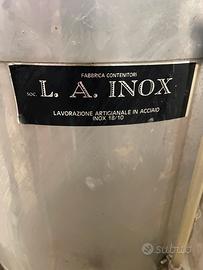 FABBRICA CONTENITORI
SOC. L. A. INOX
LAVORAZIONE ARTIGIANALE IN ACCIAIO
INOX 18/10
subito